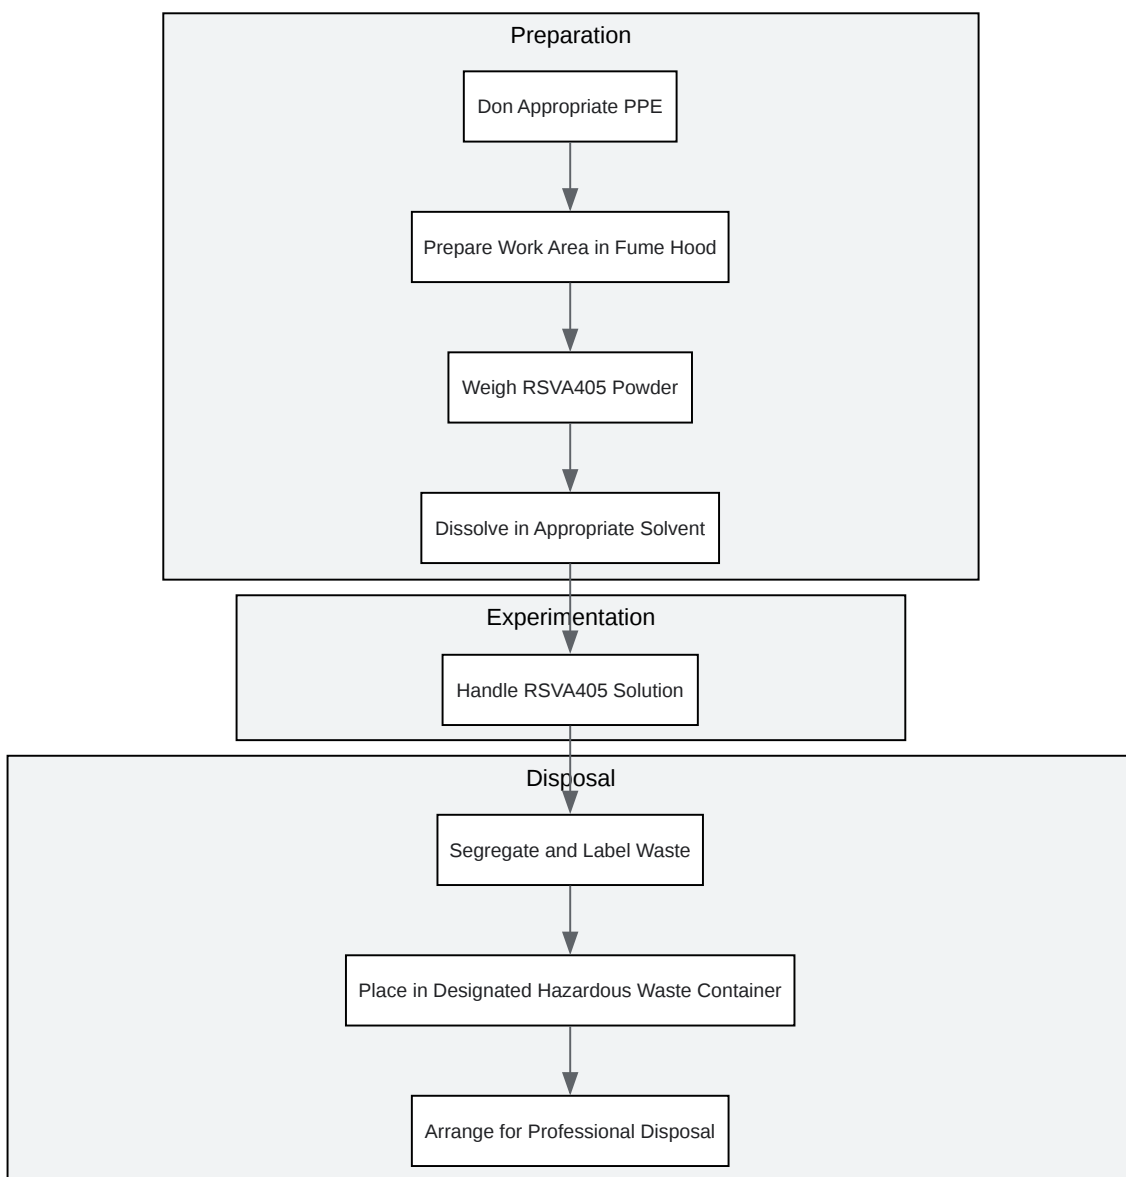 Preparation
Don Appropriate PPE
Prepare Work Area in Fume Hood
Weigh RSVA405 Powder
Dissolve in Appropriate Solvent
Experimentation
Handle RSVA405 Solution
Disposal
Segregate and Label Waste
Place in Designated Hazardous Waste Container
Arrange for Professional Disposal